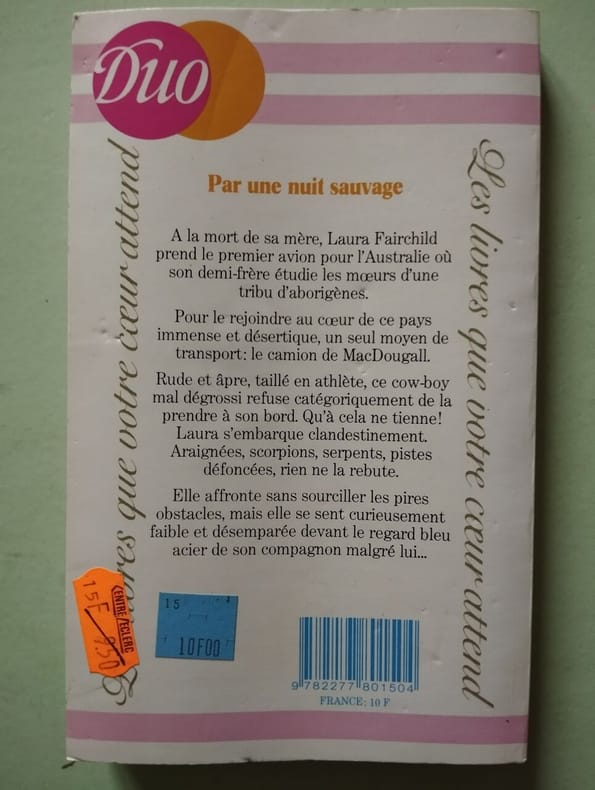 Duo
Par une nuit sauvage
A la mort de sa mère, Laura Fairchild
prend le premier avion pour l'Australie où
son demi-frère étudie les mœurs d'une
tribu d'aborigènes.
Pour le rejoindre au cœur de ce pays
immense et désertique, un seul moyen de
transport: le camion de MacDougall.
Rude et âpre, taillé en athlète, ce cow-boy
mal dégrossi refuse catégoriquement de la
prendre à son bord. Qu'à cela ne tienne!
Laura s'embarque clandestinement.
Araignées, scorpions, serpents, pistes
défoncées, rien ne la rebute.
Elle affronte sans sourciller les pires
obstacles, mais elle se sent curieusement
faible et désemparée devant le regard bleu
acier de son compagnon malgré lui...
que votre cœur attend
Les livres que votre cœur attend
CENTRE/ECLERC
15F 9.50
15
10F00
9 782277 801504
FRANCE: 10 F